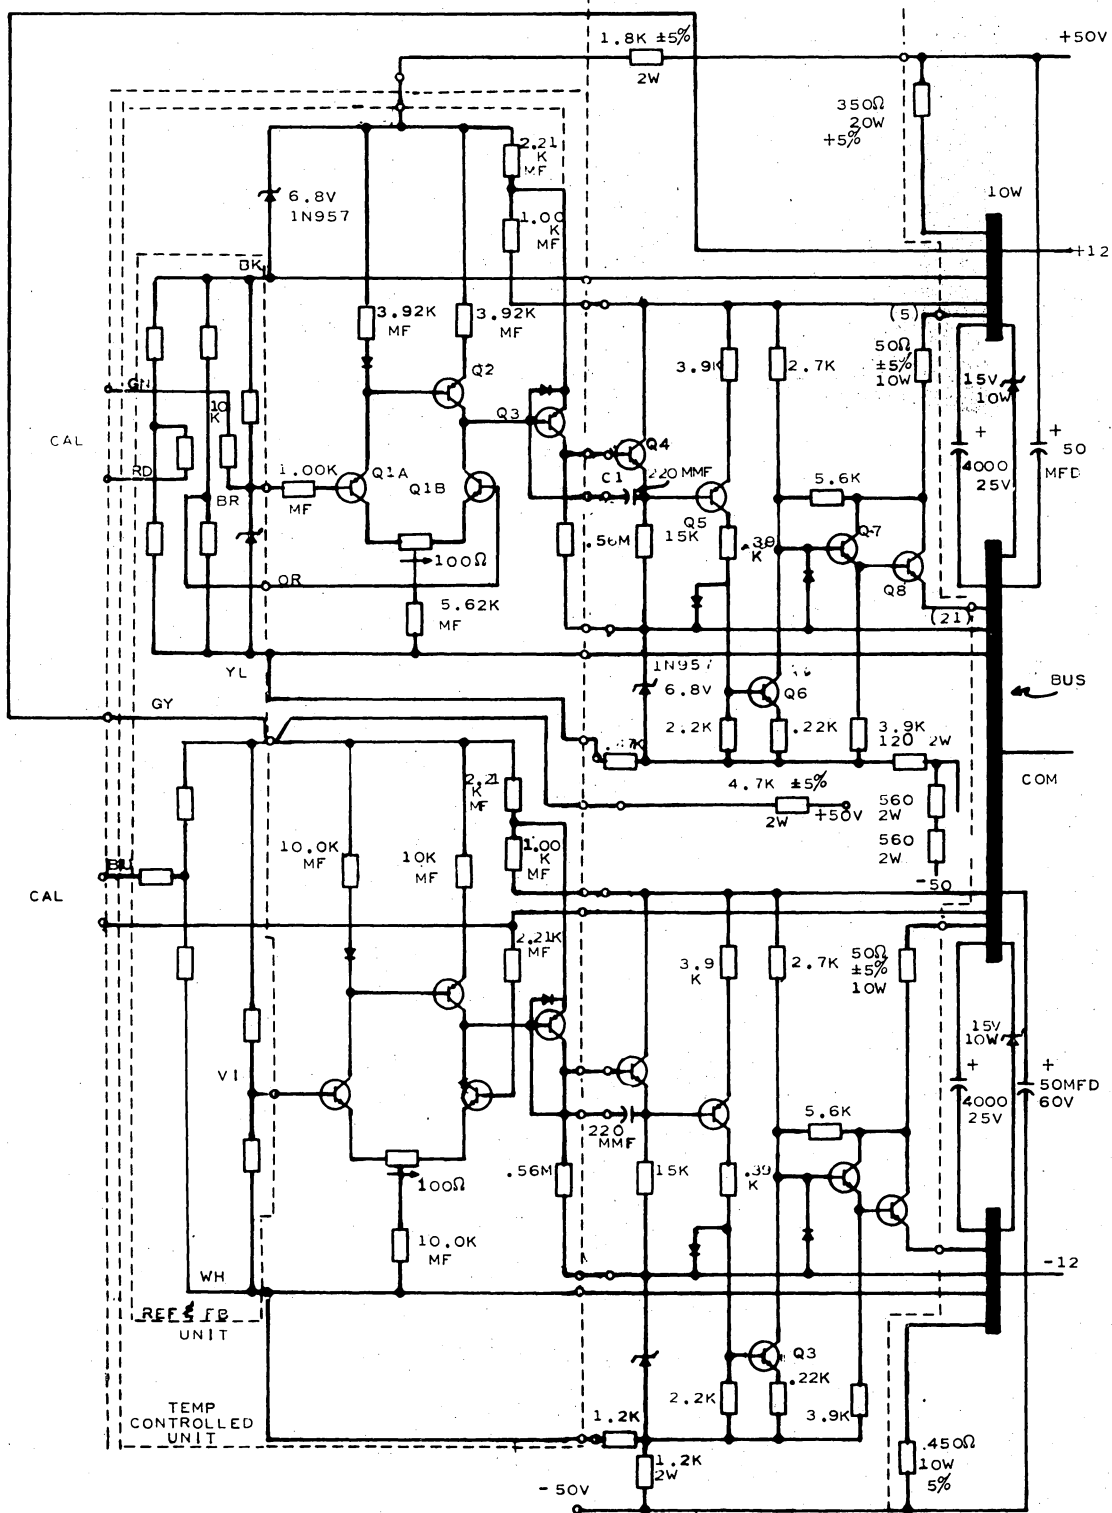 1.8K ±5%
2W
+50V
350Ω
20W
+5%
10W
2.21
K
MF
6.8V
1N957
1.00
K
MF
+12
BK
3.92K
MF
3.92K
MF
(5)
50Ω
±5%
10W
15V
10W
3.9K
2.7K
Q2
Q3
GN
10
K
CAL
RD
BR
1.00K
MF
Q1A
Q1B
Q4
C1
220 MMF
Q5
5.6K
+
4000
25V
+
50
MFD
.56M
15K
.39
K
Q7
Q8
100Ω
OR
5.62K
MF
(21)
YL
1N957
6.8V
Q6
BUS
GY
2.2K
.22K
3.9K
120 2W
COM
4.7K ±5%
2W
+50V
560
2W
560
2W
-50
2.21
K
MF
10.0K
MF
10K
MF
1.00
K
MF
BU
CAL
2.21K
MF
3.9
K
2.7K
50Ω
±5%
10W
15V
10W
VI
220
MMF
5.6K
+
4000
25V
+
50MFD
60V
.56M
15K
.39
K
100Ω
10.0K
MF
-12
WH
REF & FB
UNIT
Q3
.22K
2.2K
3.9K
TEMP
CONTROLLED
UNIT
1.2K
1.2K
2W
.450Ω
10W
5%
-50V